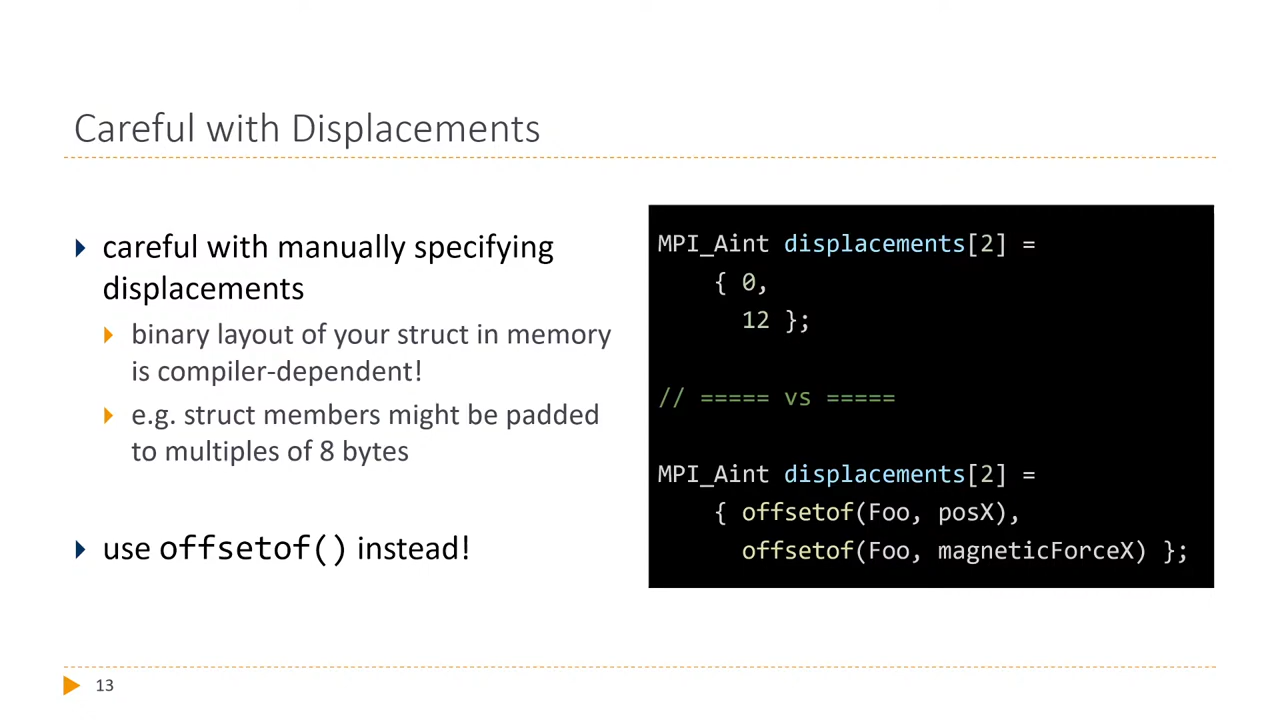 Careful with Displacements
careful with manually specifying
displacements
binary layout of your struct in memory
is compiler-dependent!
e.g. struct members might be padded
to multiples of 8 bytes
use offsetof() instead!
MPI_Aint displacements[2] =
{ 0,
12 };
// ===== vs =====
MPI_Aint displacements[2] =
{ offsetof(Foo, posX),
offsetof(Foo, magneticForceX) };
13